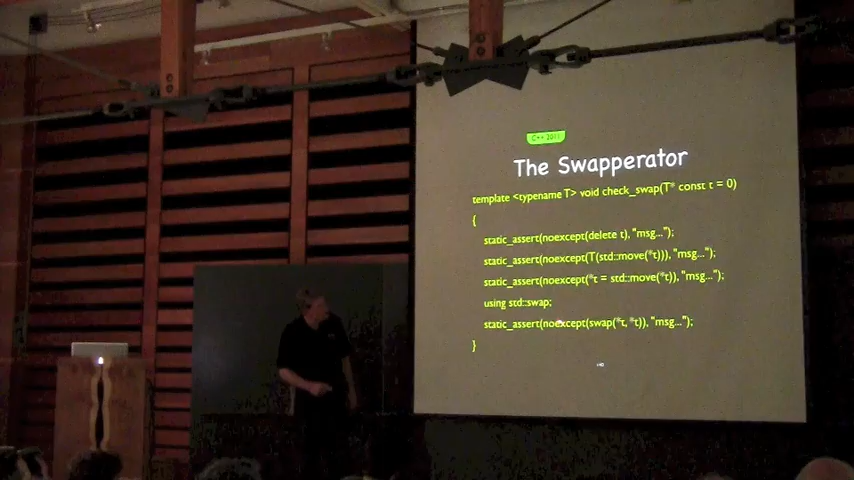 C++ 2011
The Swapperator
template <typename T> void check_swap(T* const t = 0)
{
static_assert(noexcept(delete t), "msg...");
static_assert(noexcept(T(std::move(*t))), "msg...");
static_assert(noexcept(*t = std::move(*t)), "msg...");
using std::swap;
static_assert(noexcept(swap(*t, *t)), "msg...");
}